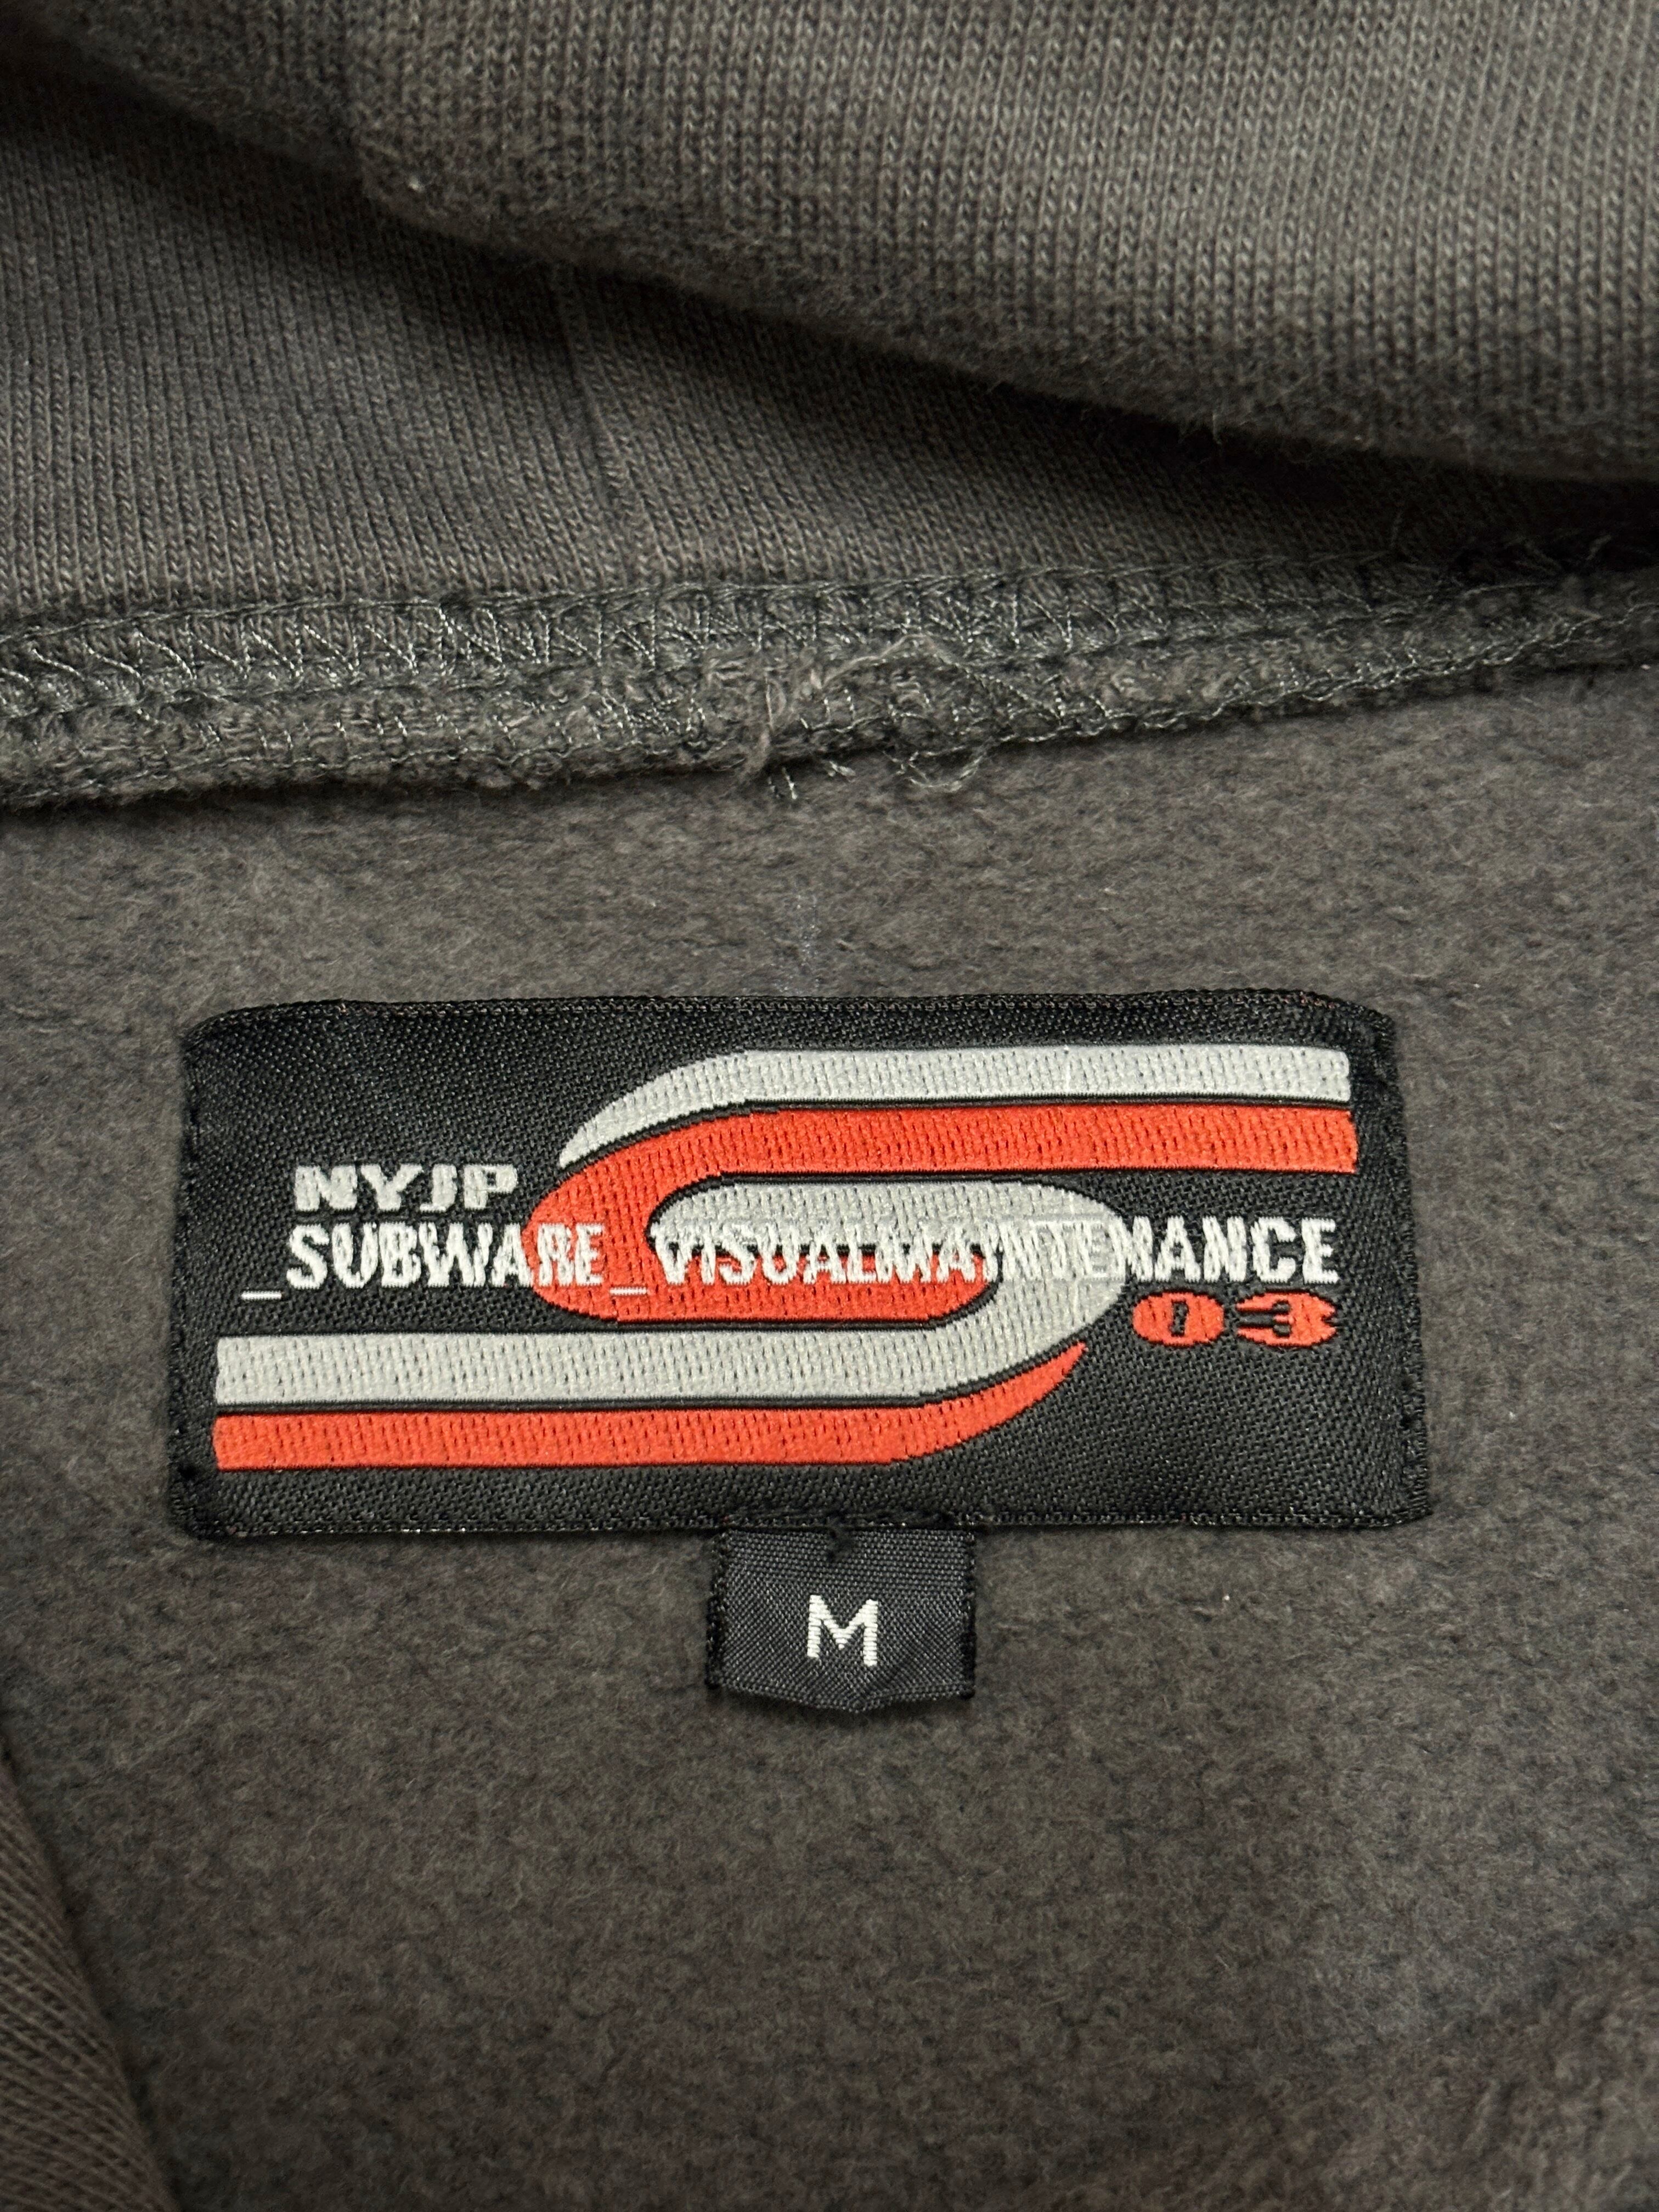 NYJP
_SUBWARE_VISUALMAINTENANCE
03
M